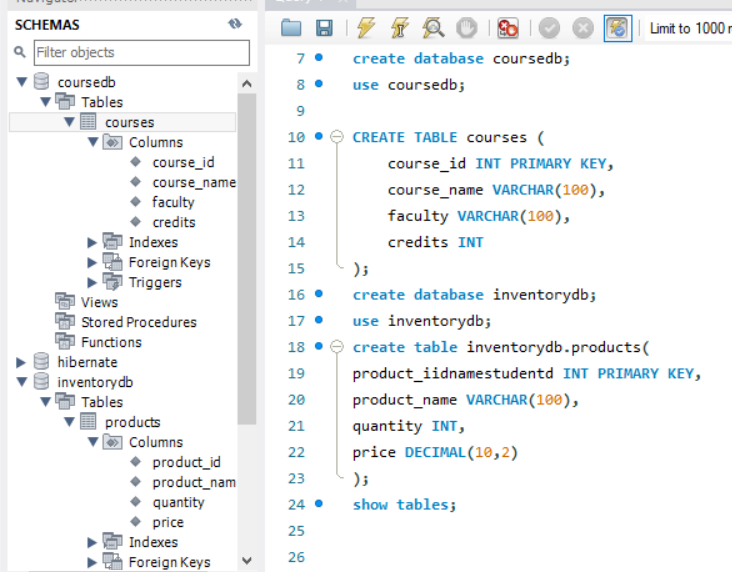 SCHEMAS
Filter objects
coursedb
Tables
courses
Columns
course_id
course_name
faculty
credits
Indexes
Foreign Keys
Triggers
Views
Stored Procedures
Functions
hibernate
inventorydb
Tables
products
Columns
product_id
product_nam
quantity
price
Indexes
Foreign Keys
Limit to 1000 r
7 create database coursedb;
8 use coursedb;
9
10 CREATE TABLE courses (
11 course_id INT PRIMARY KEY,
12 course_name VARCHAR(100),
13 faculty VARCHAR(100),
14 credits INT
15 );
16 create database inventorydb;
17 use inventorydb;
18 create table inventorydb.products(
19 product_iidnamestudentd INT PRIMARY KEY,
20 product_name VARCHAR(100),
21 quantity INT,
22 price DECIMAL(10,2)
23 );
24 show tables;
25
26